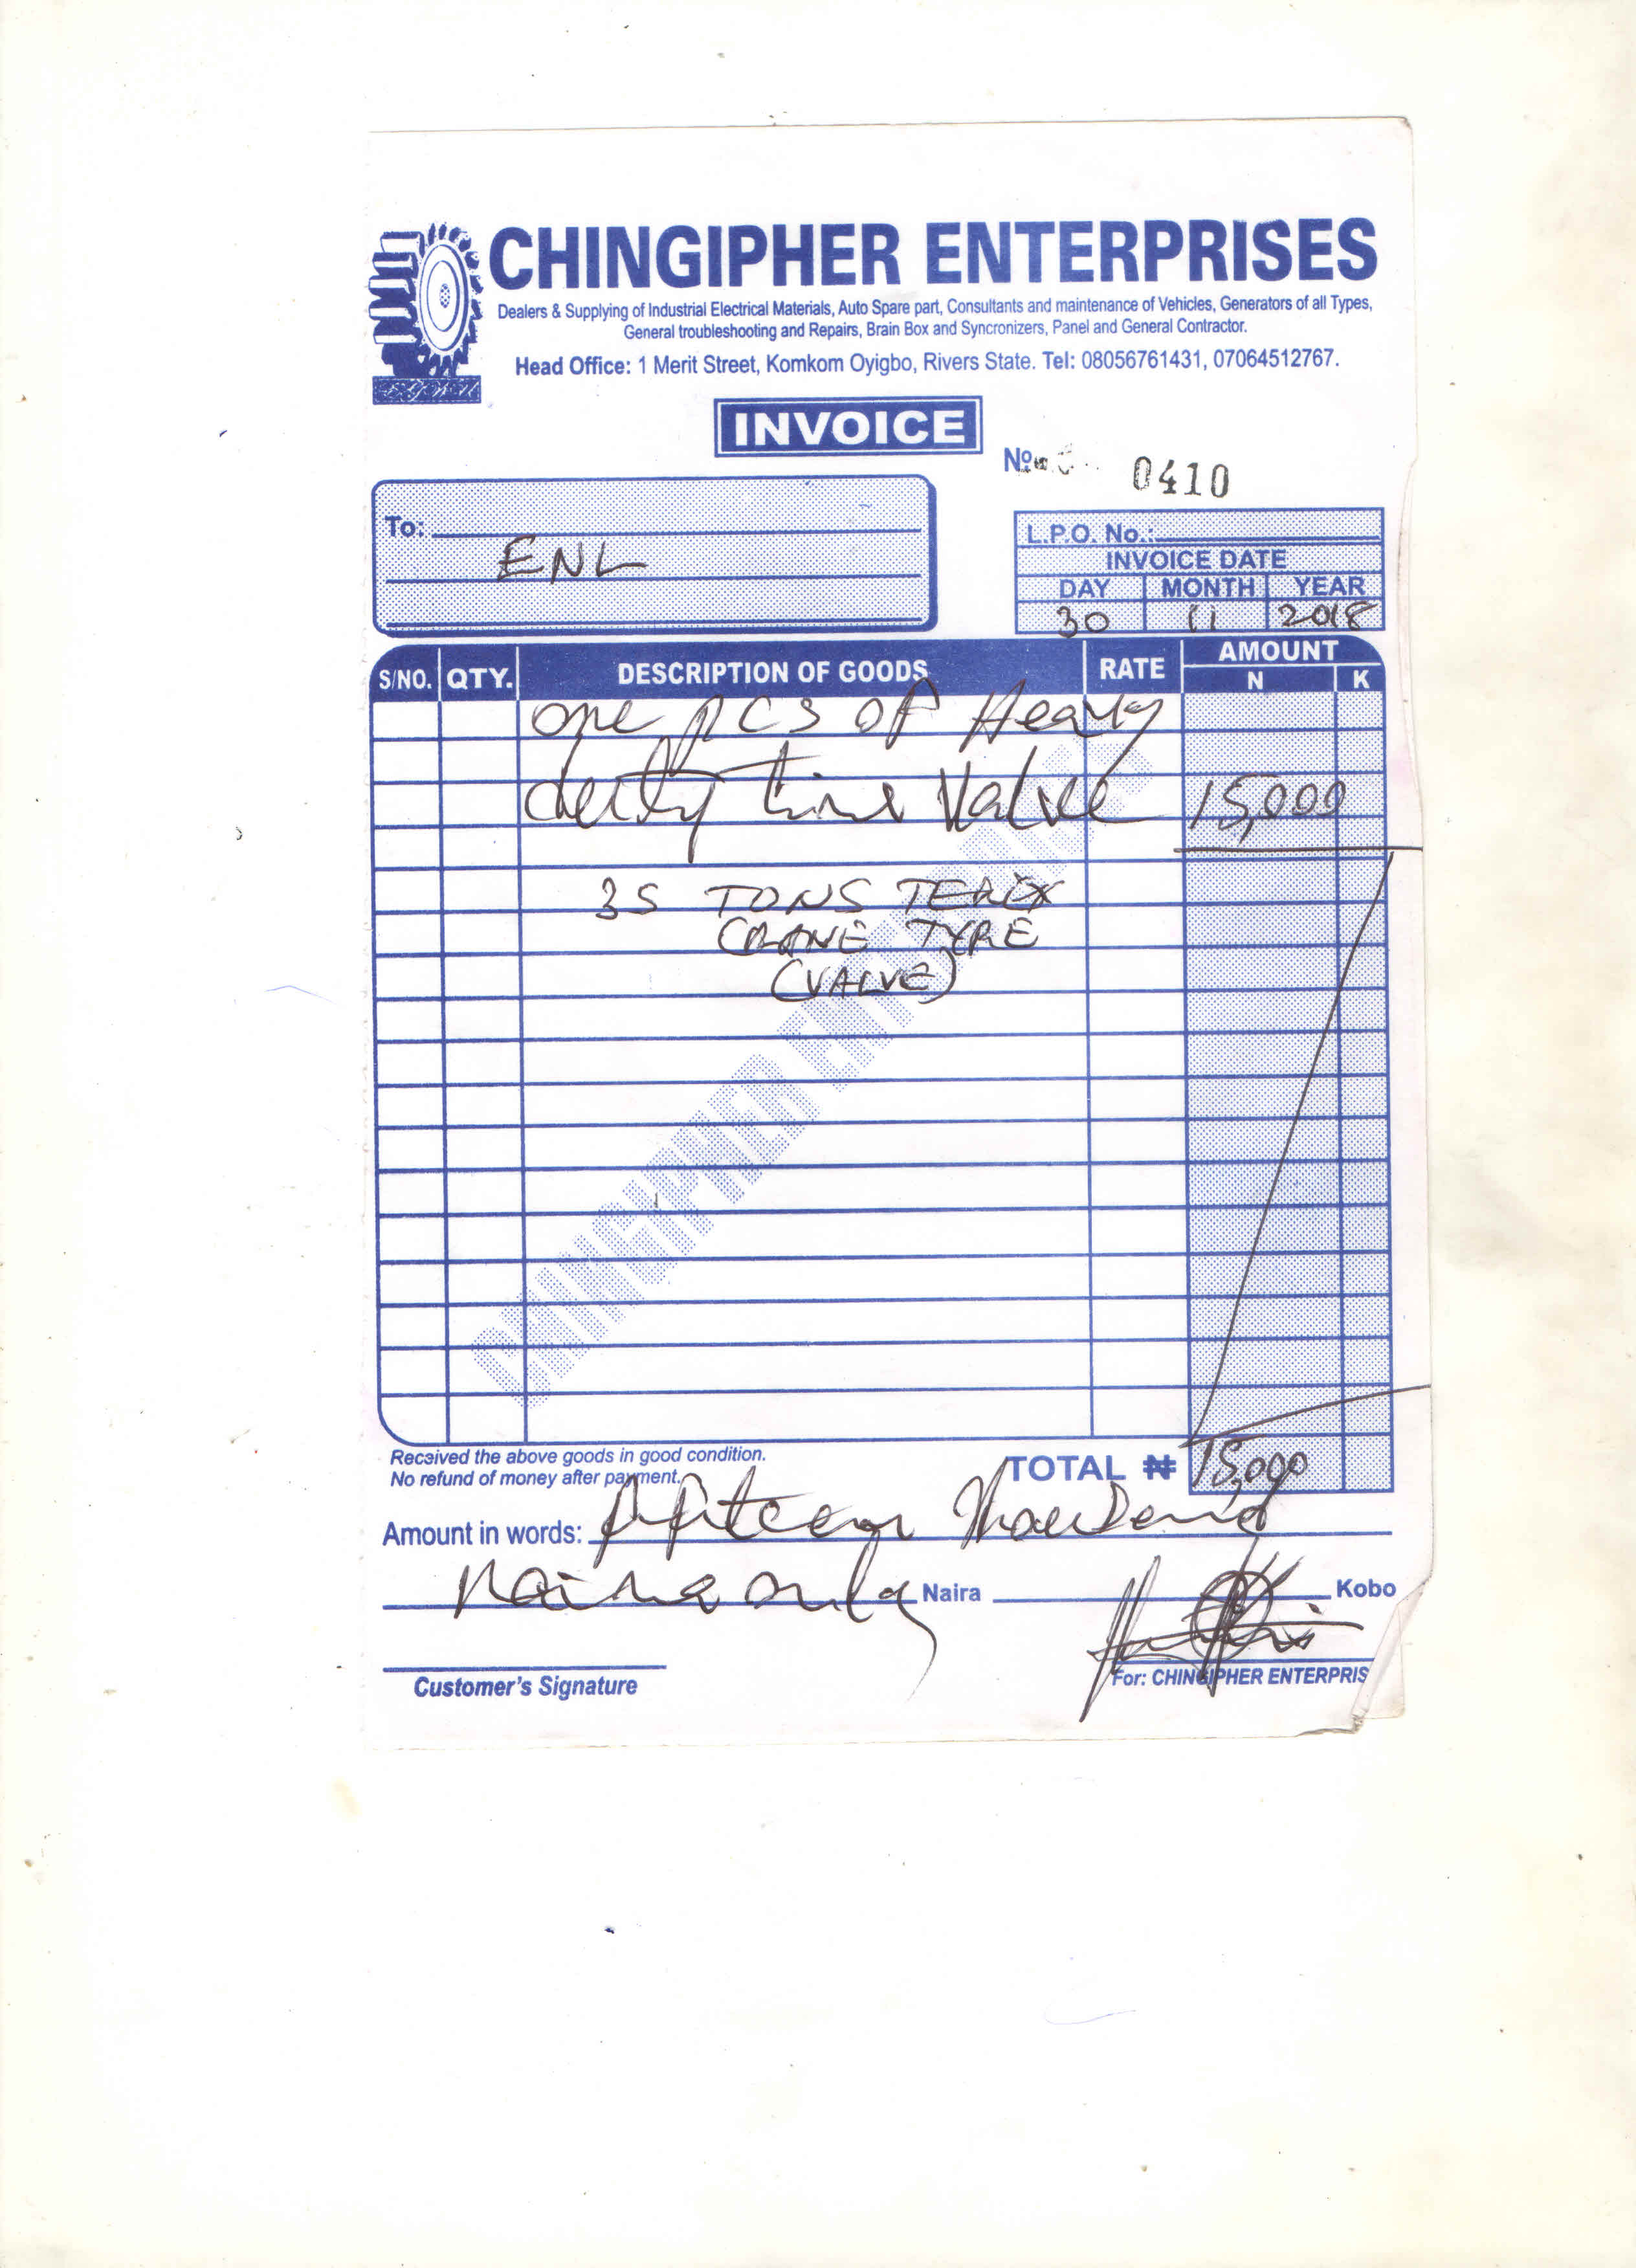 CHINGIPHER ENTERPRISES
Dealers & Supplying of Industrial Electrical Materials, Auto Spare part, Consultants and maintenance of Vehicles, Generators of all Types,
General troubleshooting and Repairs, Brain Box and Syncronizers, Panel and General Contractor.
Head Office: 1 Merit Street, Komkom Oyigbo, Rivers State. Tel: 08056761431, 07064512767.
INVOICE
Nº 0410
To:
ENL
L.P.O. No.:
INVOICE DATE
DAY MONTH YEAR
30 11 2018
S/NO. QTY. DESCRIPTION OF GOODS RATE AMOUNT
N K
one pcs of Heavy
Valve 15,000
35 TONS TEREX
CRANE TYRE
(VALVE)
CHINGIPHER ENTERPRISES
Received the above goods in good condition.
No refund of money after payment.
TOTAL ₦ 15,000
Amount in words: fifteen thousand
Naira only Naira Kobo
Customer's Signature
For: CHINGIPHER ENTERPRIS